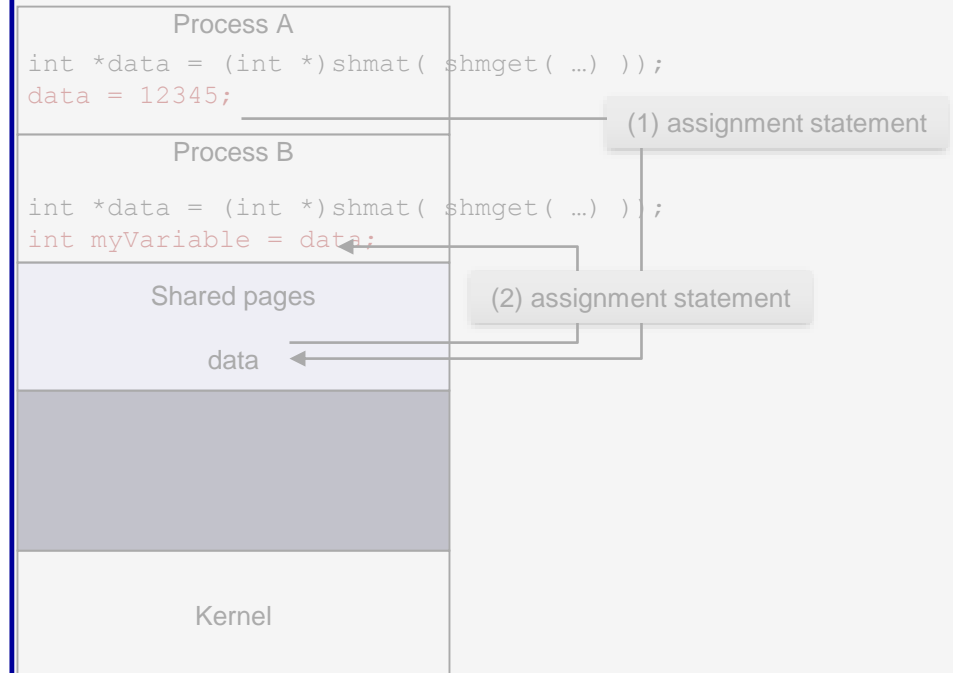 Process A
int *data = (int *)shmat( shmget( …) ));
data = 12345;
(1) assignment statement
Process B
int *data = (int *)shmat( shmget( …) ));
int myVariable = data;
Shared pages
(2) assignment statement
data
Kernel